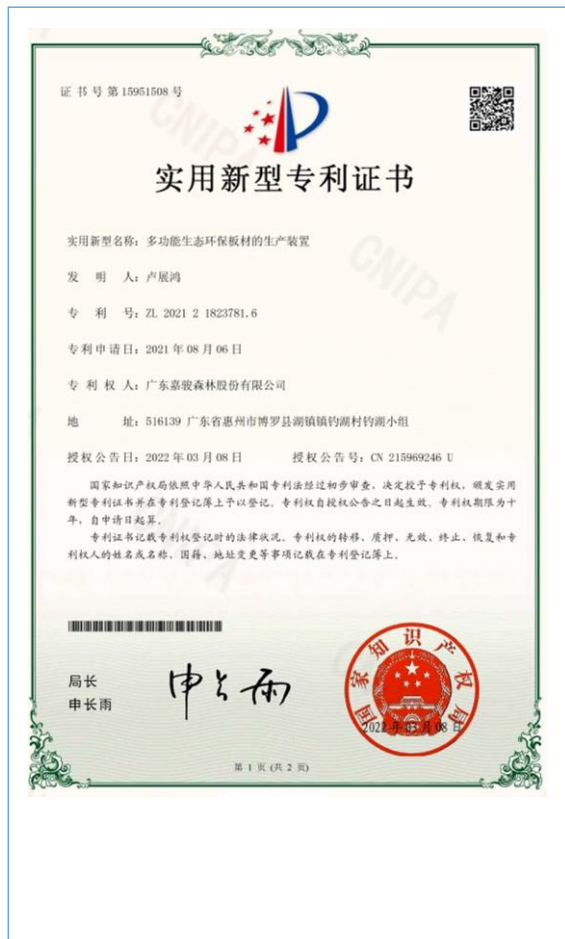 证书号第15951508号
实用新型专利证书
实用新型名称：多功能生态环保板材的生产装置
发明人：卢展鸿
专利号：ZL 2021 2 1823781.6
专利申请日：2021年08月06日
专利权人：广东嘉骏森林股份有限公司
地址：516139 广东省惠州市博罗县湖镇镇钓湖村钓湖小组
授权公告日：2022年03月08日 授权公告号：CN 215969246 U
国家知识产权局依照中华人民共和国专利法经过初步审查，决定授予专利权，颁发实用
新型专利证书并在专利登记簿上予以登记。专利权自授权公告之日起生效。专利权期限为十
年，自申请日起算。
专利证书记载专利权登记时的法律状况。专利权的转移、质押、无效、终止、恢复和专
利权人的姓名或名称、国籍、地址变更等事项记载在专利登记簿上。
局长
申长雨
申长雨
国家知识产权局
2022年03月08日
第 1 页 (共 2 页)
CNIPA
CNIPA
CNIPA